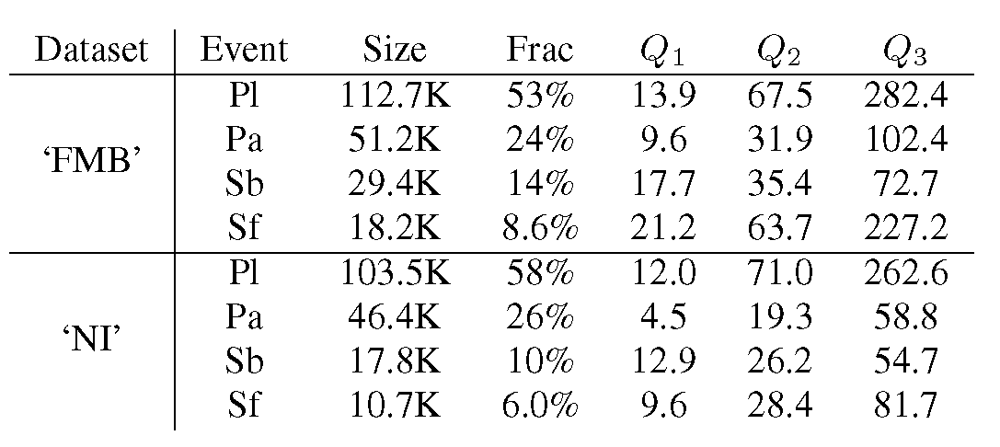 Dataset Event Size Frac Q1 Q2 Q3
‘FMB’
Pl 112.7K 53% 13.9 67.5 282.4
Pa 51.2K 24% 9.6 31.9 102.4
Sb 29.4K 14% 17.7 35.4 72.7
Sf 18.2K 8.6% 21.2 63.7 227.2
‘NI’
Pl 103.5K 58% 12.0 71.0 262.6
Pa 46.4K 26% 4.5 19.3 58.8
Sb 17.8K 10% 12.9 26.2 54.7
Sf 10.7K 6.0% 9.6 28.4 81.7